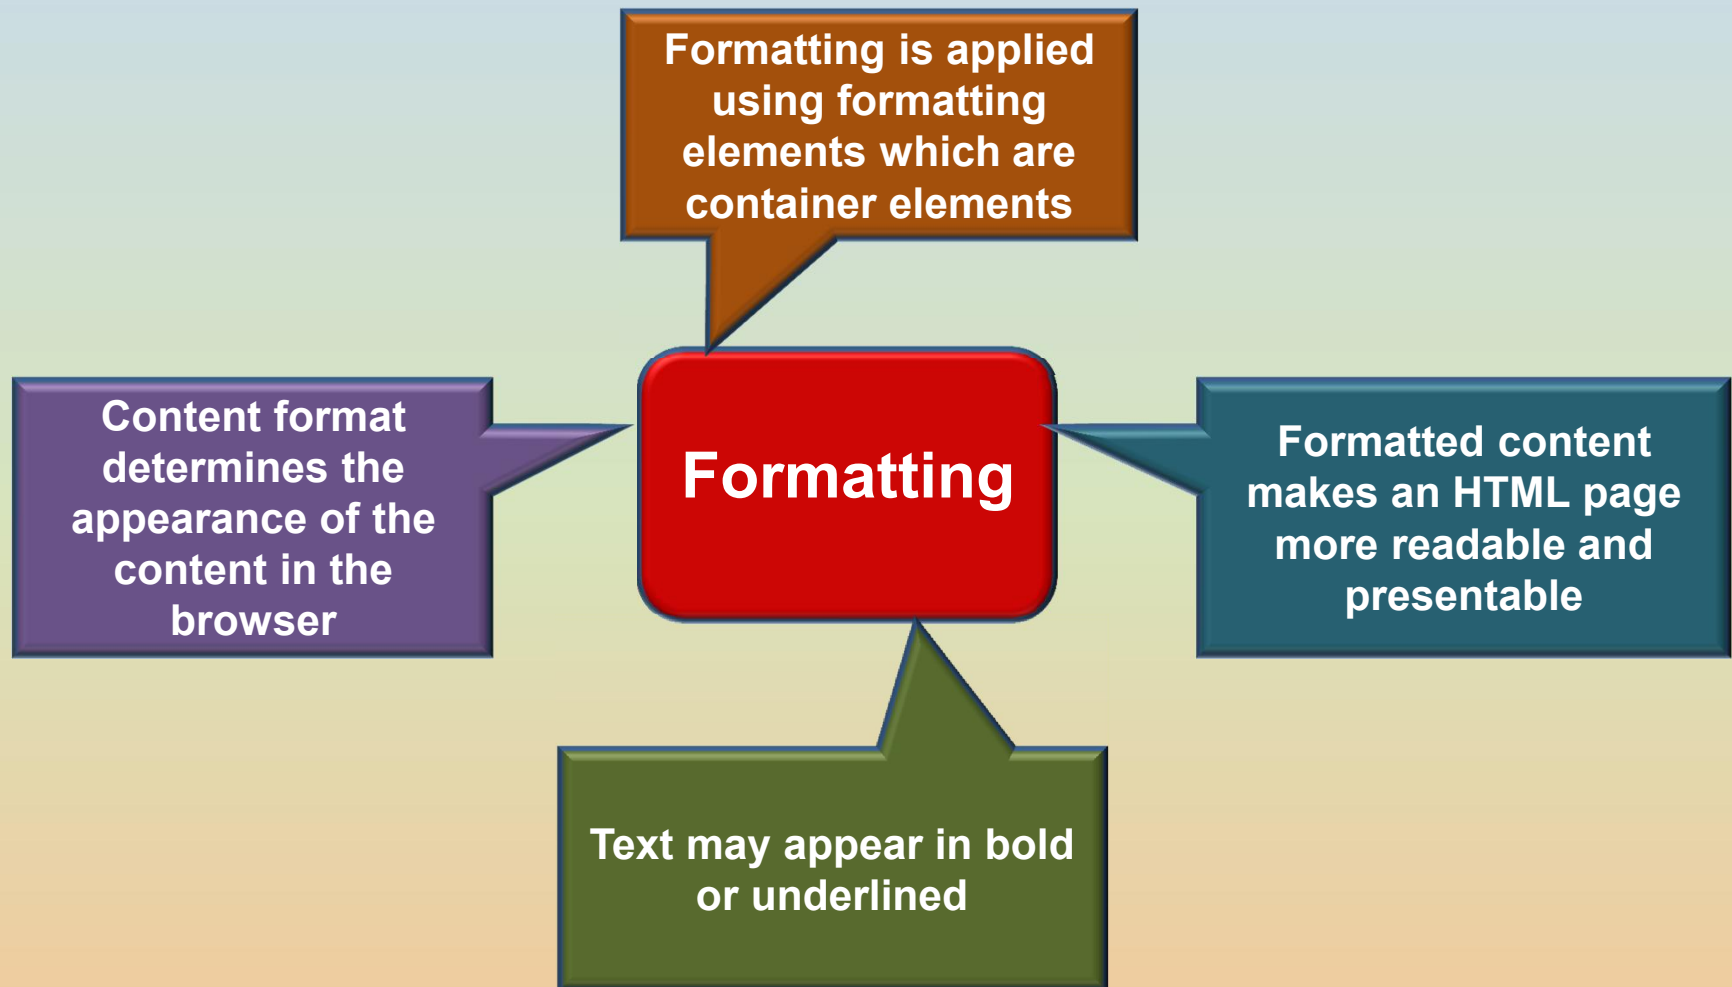 Formatting is applied
using formatting
elements which are
container elements
Content format
determines the
appearance of the
content in the
browser
Formatting
Formatted content
makes an HTML page
more readable and
presentable
Text may appear in bold
or underlined